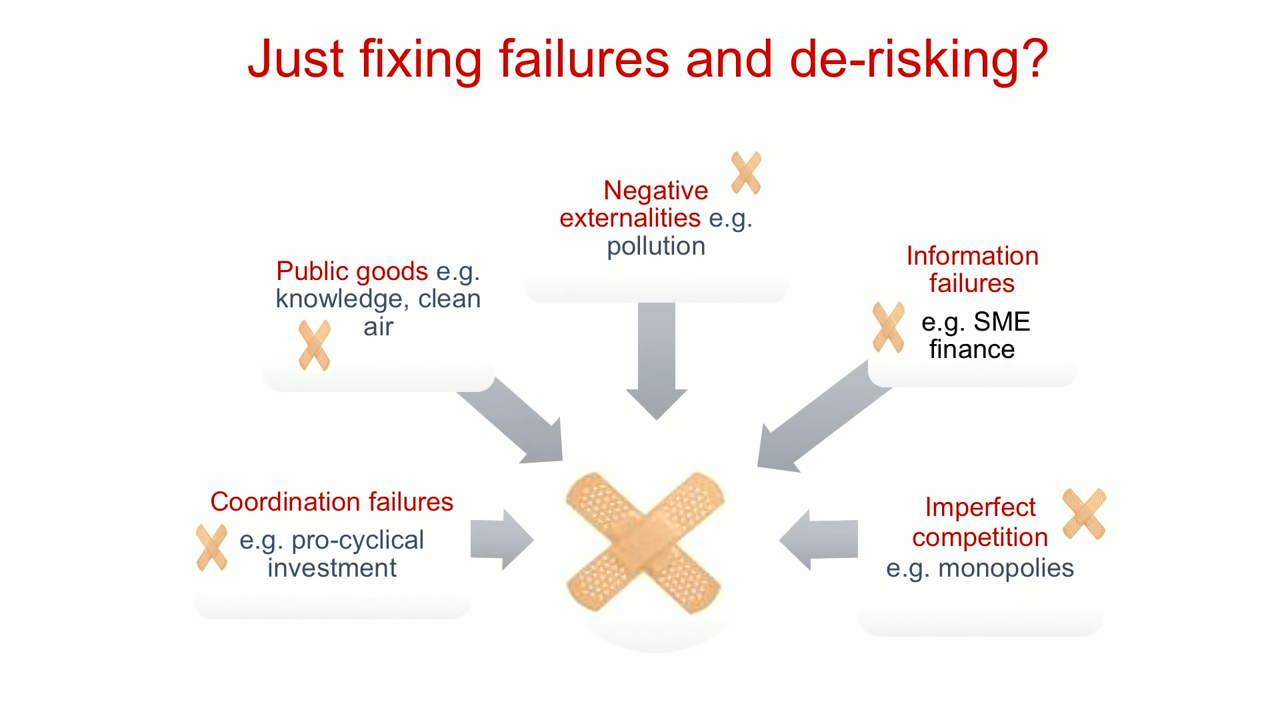 Just fixing failures and de-risking?
Negative
externalities e.g.
pollution
Public goods e.g.
knowledge, clean
air
Information
failures
e.g. SME
finance
Coordination failures
e.g. pro-cyclical
investment
Imperfect
competition
e.g. monopolies